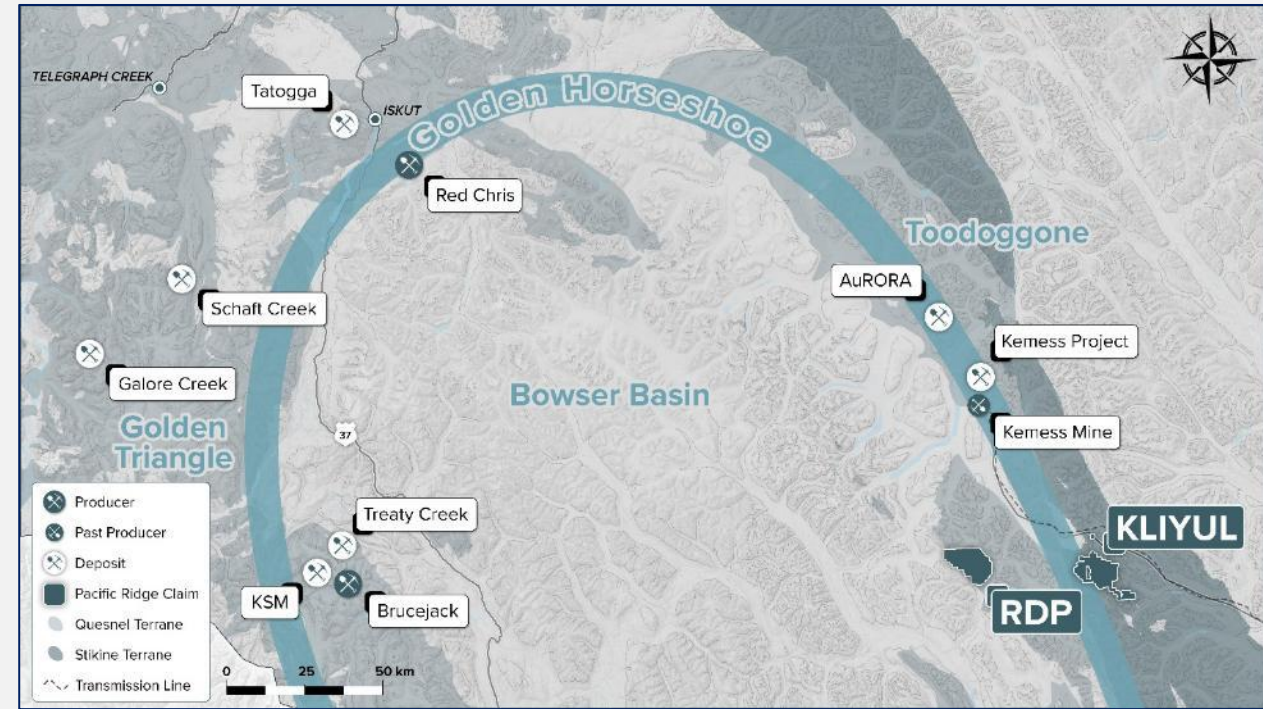 TELEGRAPH CREEK
Tatogga
ISKUT
Golden Horseshoe
Red Chris
Toodoggone
AuRORA
Schaft Creek
Kemess Project
Galore Creek
Bowser Basin
Golden
Triangle
37
Kemess Mine
Producer
Past Producer
Deposit
Pacific Ridge Claim
Quesnel Terrane
Stikine Terrane
Transmission Line
Treaty Creek
KLIYUL
KSM
Brucejack
RDP
0 25 50 km